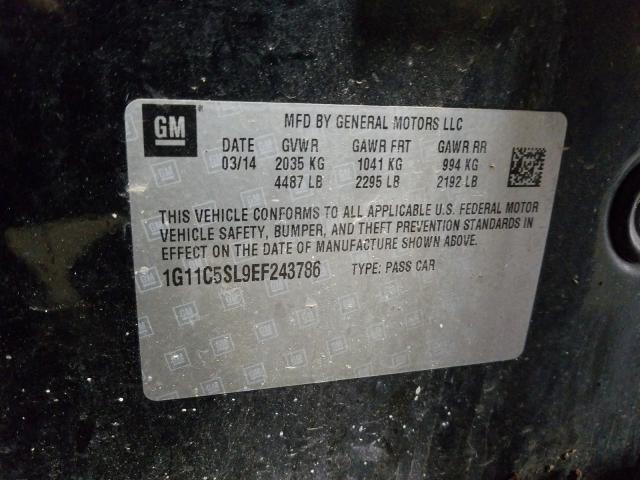 GM
MFD BY GENERAL MOTORS LLC
DATE GVWR GAWR FRT GAWR RR
03/14 2035 KG 1041 KG 994 KG
4487 LB 2295 LB 2192 LB
THIS VEHICLE CONFORMS TO ALL APPLICABLE U.S. FEDERAL MOTOR
VEHICLE SAFETY, BUMPER, AND THEFT PREVENTION STANDARDS IN
EFFECT ON THE DATE OF MANUFACTURE SHOWN ABOVE.
1G11C5SL9EF243786 TYPE: PASS CAR